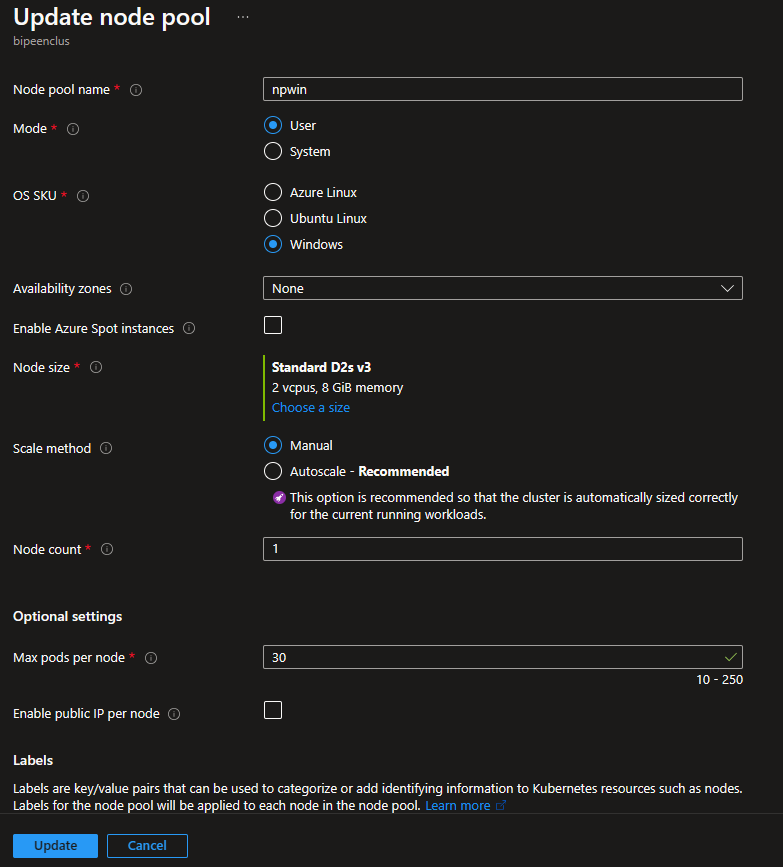 Update node pool ...
bipeenclus
Node pool name *
npwin
Mode *
User
System
OS SKU *
Azure Linux
Ubuntu Linux
Windows
Availability zones
None
Enable Azure Spot instances
Node size *
Standard D2s v3
2 vcpus, 8 GiB memory
Choose a size
Scale method
Manual
Autoscale - Recommended
This option is recommended so that the cluster is automatically sized correctly
for the current running workloads.
Node count *
1
Optional settings
Max pods per node *
30
10 - 250
Enable public IP per node
Labels
Labels are key/value pairs that can be used to categorize or add identifying information to Kubernetes resources such as nodes.
Labels for the node pool will be applied to each node in the node pool. Learn more
Update
Cancel